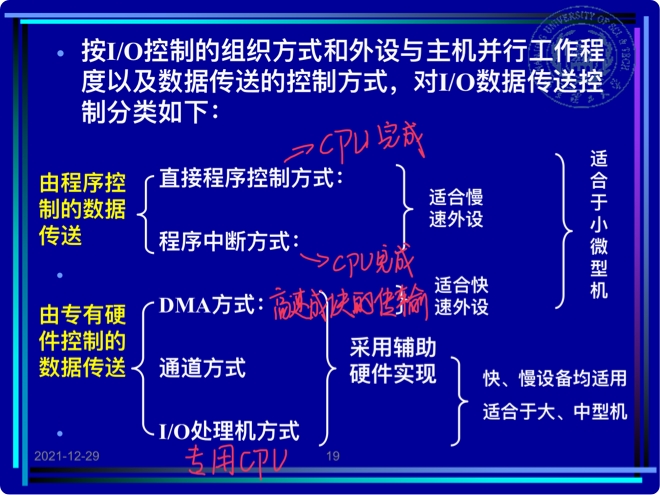 按I/O控制的组织方式和外设与主机并行工作程
度以及数据传送的控制方式，对I/O数据传送控
制分类如下：
CPU完成
由程序控
制的数据
传送
直接程序控制方式：
适合慢
速外设
程序中断方式：
CPU完成
适合于小微型机
由专有硬
件控制的
数据传送
DMA方式：
高速成块的传输
适合快
速外设
通道方式
采用辅助
硬件实现
快、慢设备均适用
适合于大、中型机
I/O处理机方式
专用CPU
2021-12-29
19